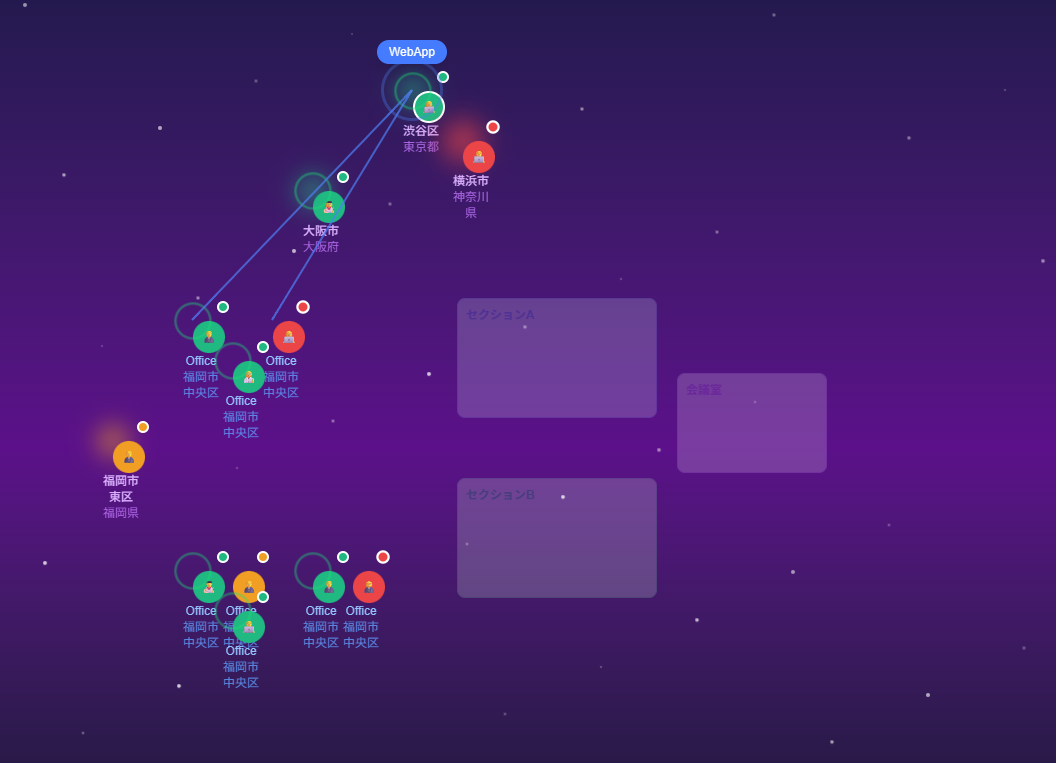 WebApp
渋谷区
東京都
横浜市
神奈川
県
大阪市
大阪府
セクションA
Office
福岡市
中央区
Office
福岡市
中央区
Office
福岡市
中央区
会議室
福岡市
東区
福岡県
セクションB
Office
福岡市
中央区
Office
Office
福岡市
中央区
Office
福岡市
中央区
Office
福岡市
中央区